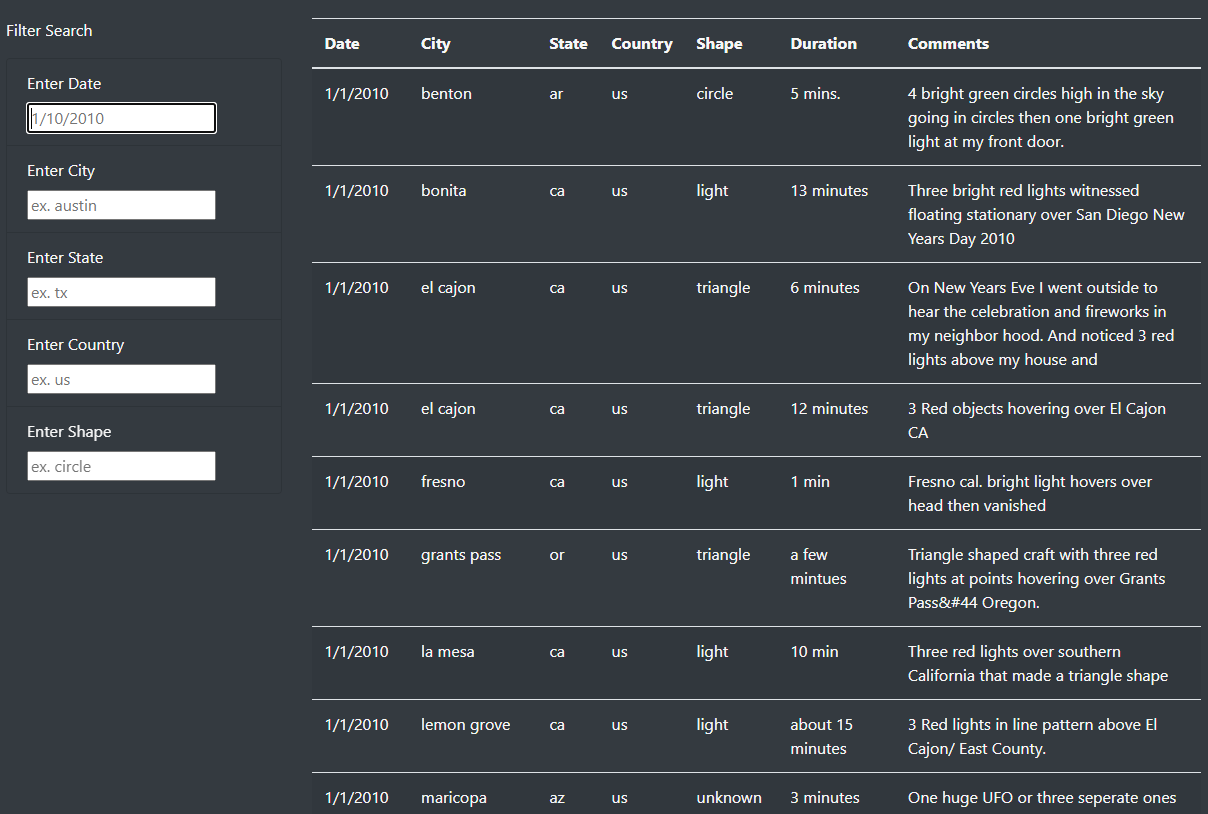 Filter Search
Enter Date
1/10/2010
Enter City
ex. austin
Enter State
ex. tx
Enter Country
ex. us
Enter Shape
ex. circle
Date City State Country Shape Duration Comments
1/1/2010 benton ar us circle 5 mins. 4 bright green circles high in the sky
going in circles then one bright green
light at my front door.
1/1/2010 bonita ca us light 13 minutes Three bright red lights witnessed
floating stationary over San Diego New
Years Day 2010
1/1/2010 el cajon ca us triangle 6 minutes On New Years Eve I went outside to
hear the celebration and fireworks in
my neighbor hood. And noticed 3 red
lights above my house and
1/1/2010 el cajon ca us triangle 12 minutes 3 Red objects hovering over El Cajon
CA
1/1/2010 fresno ca us light 1 min Fresno cal. bright light hovers over
head then vanished
1/1/2010 grants pass or us triangle a few Triangle shaped craft with three red
mintues lights at points hovering over Grants
Pass&#44 Oregon.
1/1/2010 la mesa ca us light 10 min Three red lights over southern
California that made a triangle shape
1/1/2010 lemon grove ca us light about 15 3 Red lights in line pattern above El
minutes Cajon/ East County.
1/1/2010 maricopa az us unknown 3 minutes One huge UFO or three seperate ones